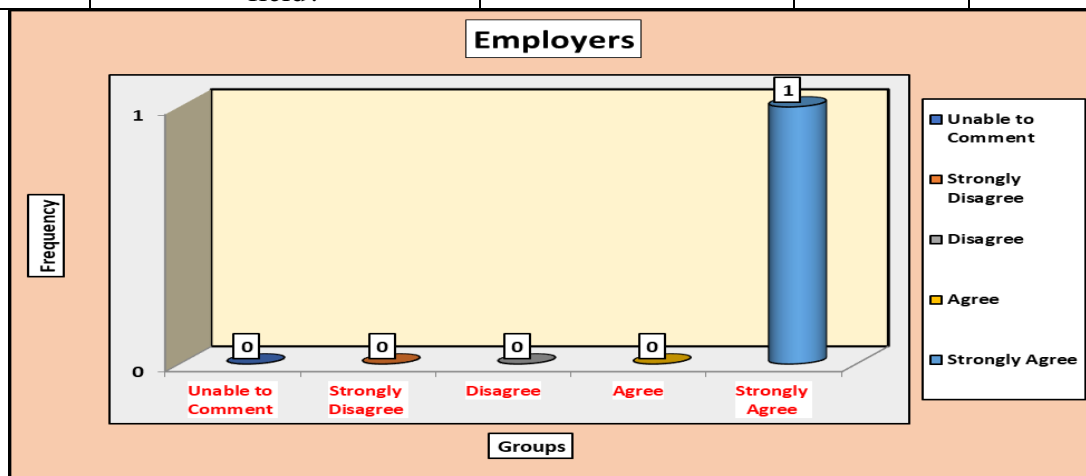 Employers
1
1
Frequency
0
0
0
0
0
Unable to
Comment
Strongly
Disagree
Disagree
Agree
Strongly
Agree
Groups
Unable to
Comment
Strongly
Disagree
Disagree
Agree
Strongly Agree